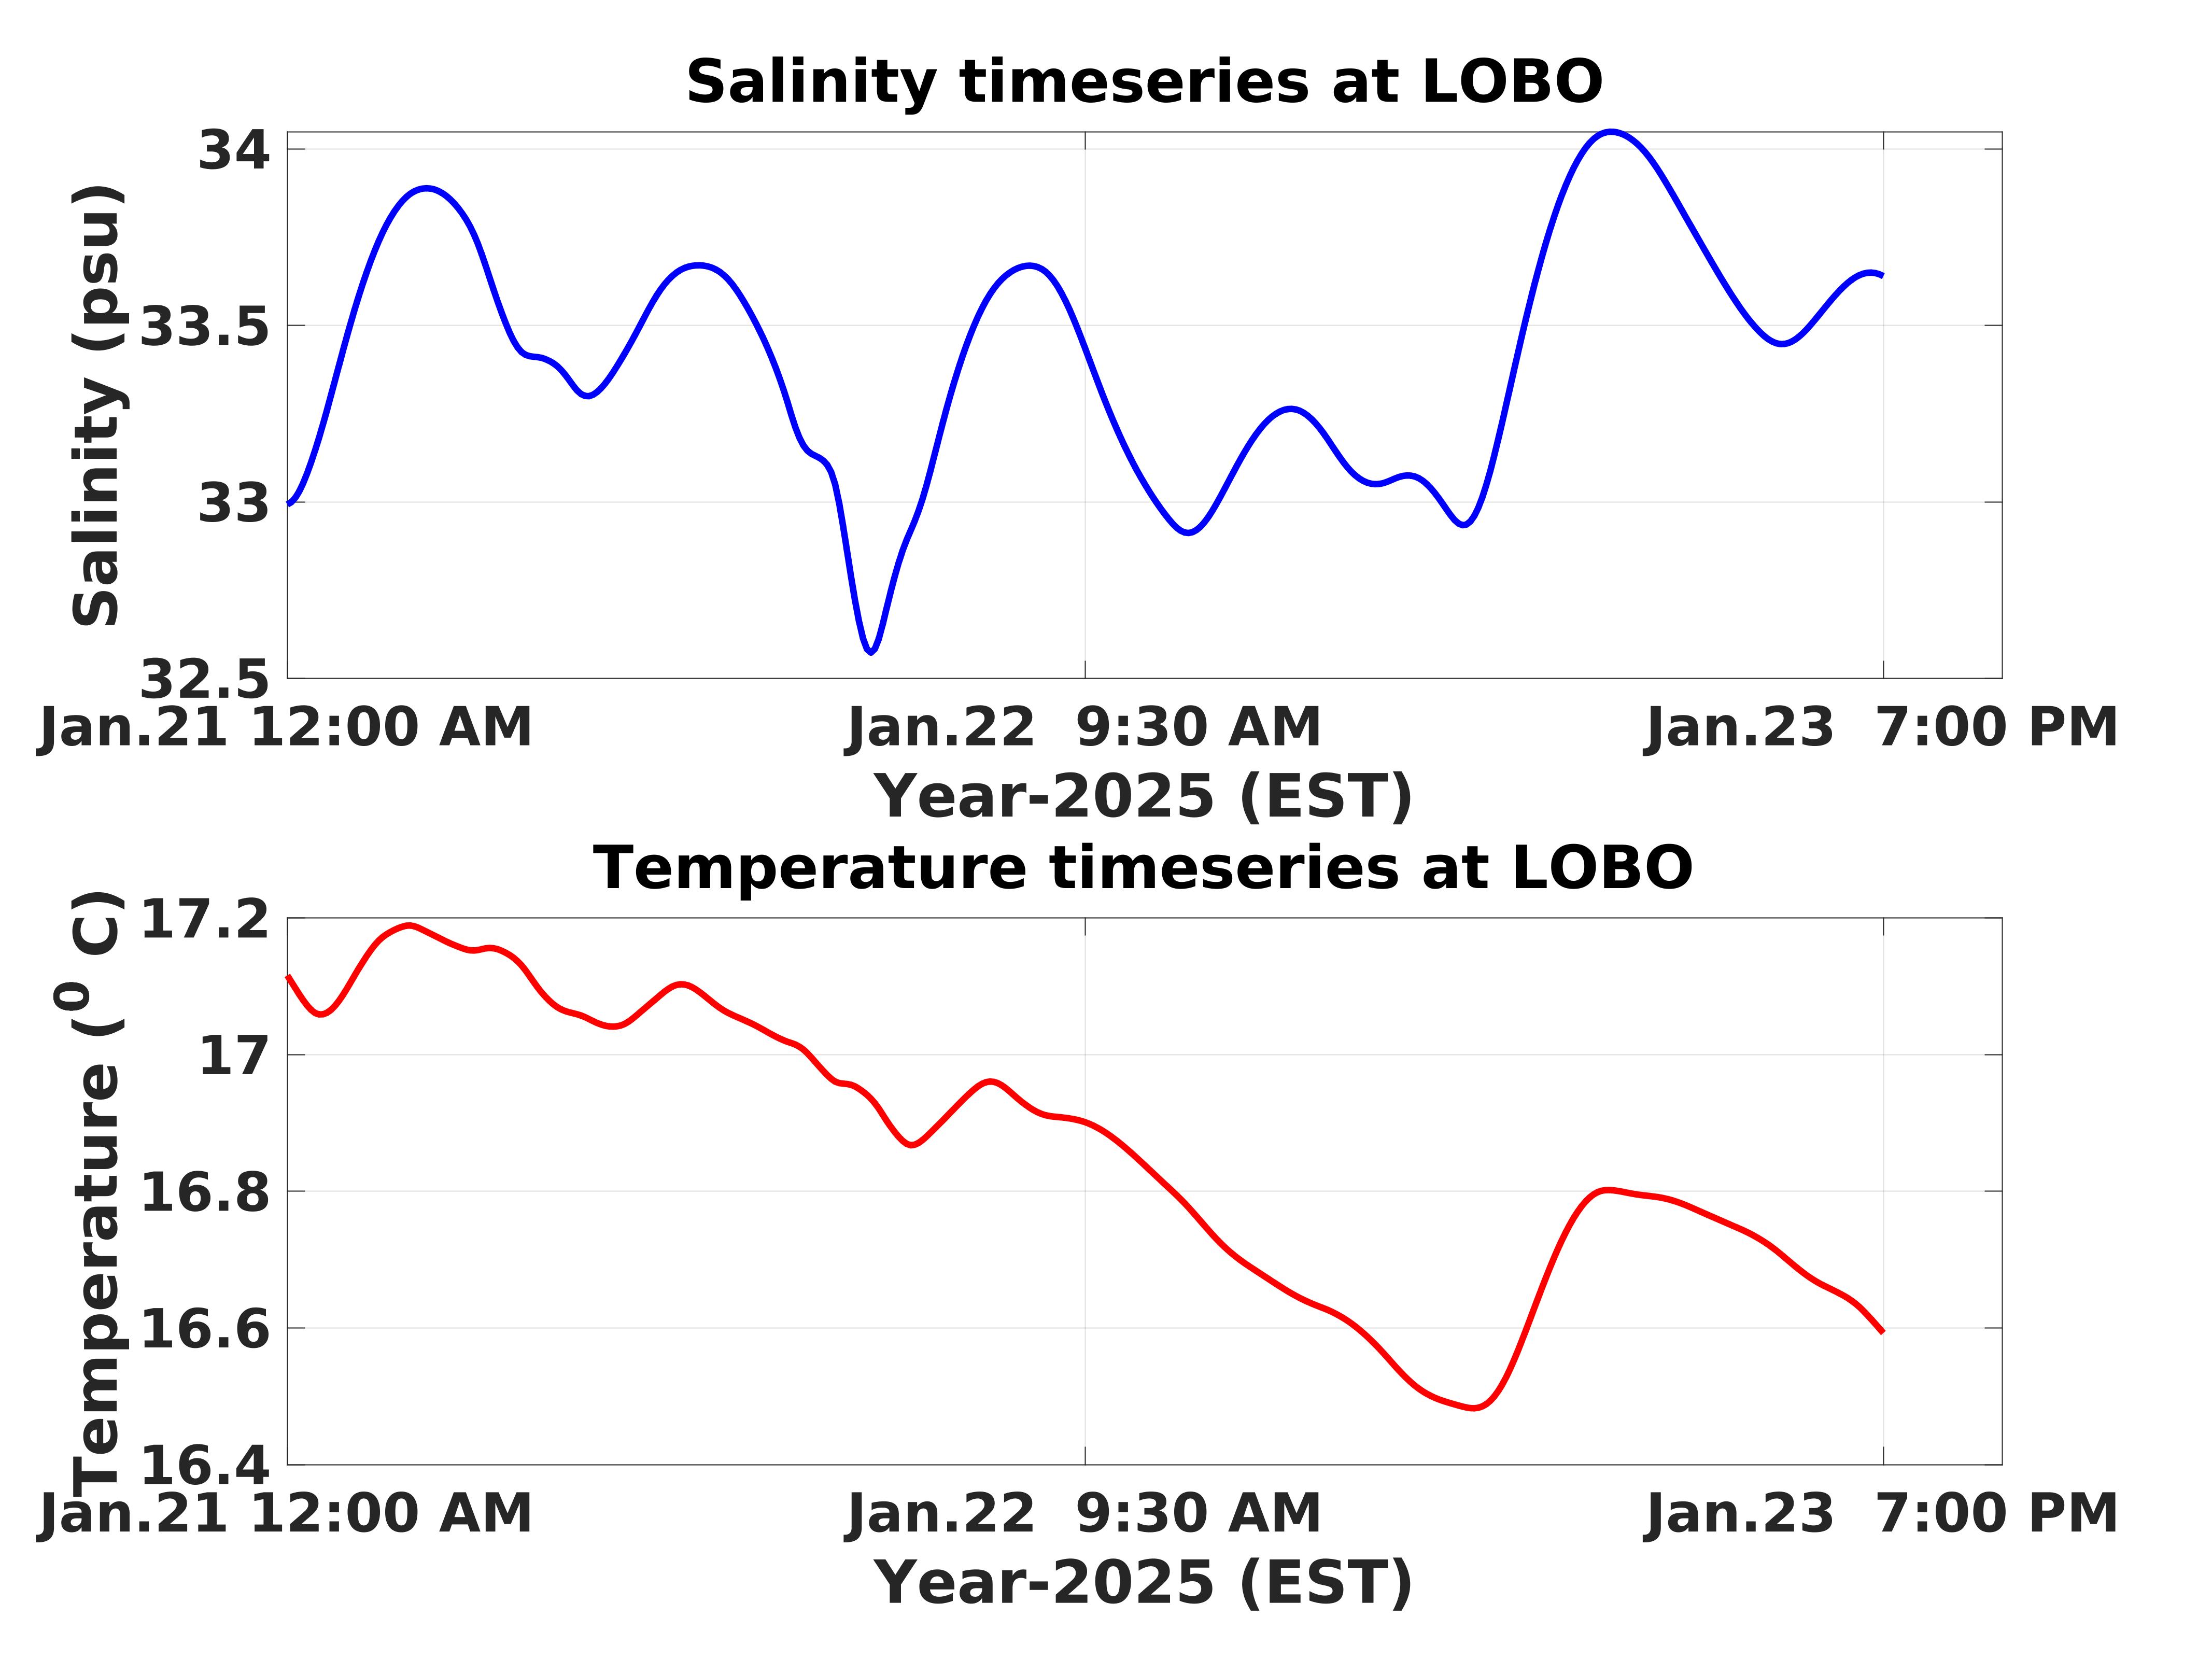 Salinity timeseries at LOBO
Salinity (psu)
34
33.5
33
32.5
Jan.21 12:00 AM Jan.22 9:30 AM Jan.23 7:00 PM
Year-2025 (EST)
Temperature timeseries at LOBO
Temperature (⁰ C)
17.2
17
16.8
16.6
16.4
Jan.21 12:00 AM Jan.22 9:30 AM Jan.23 7:00 PM
Year-2025 (EST)